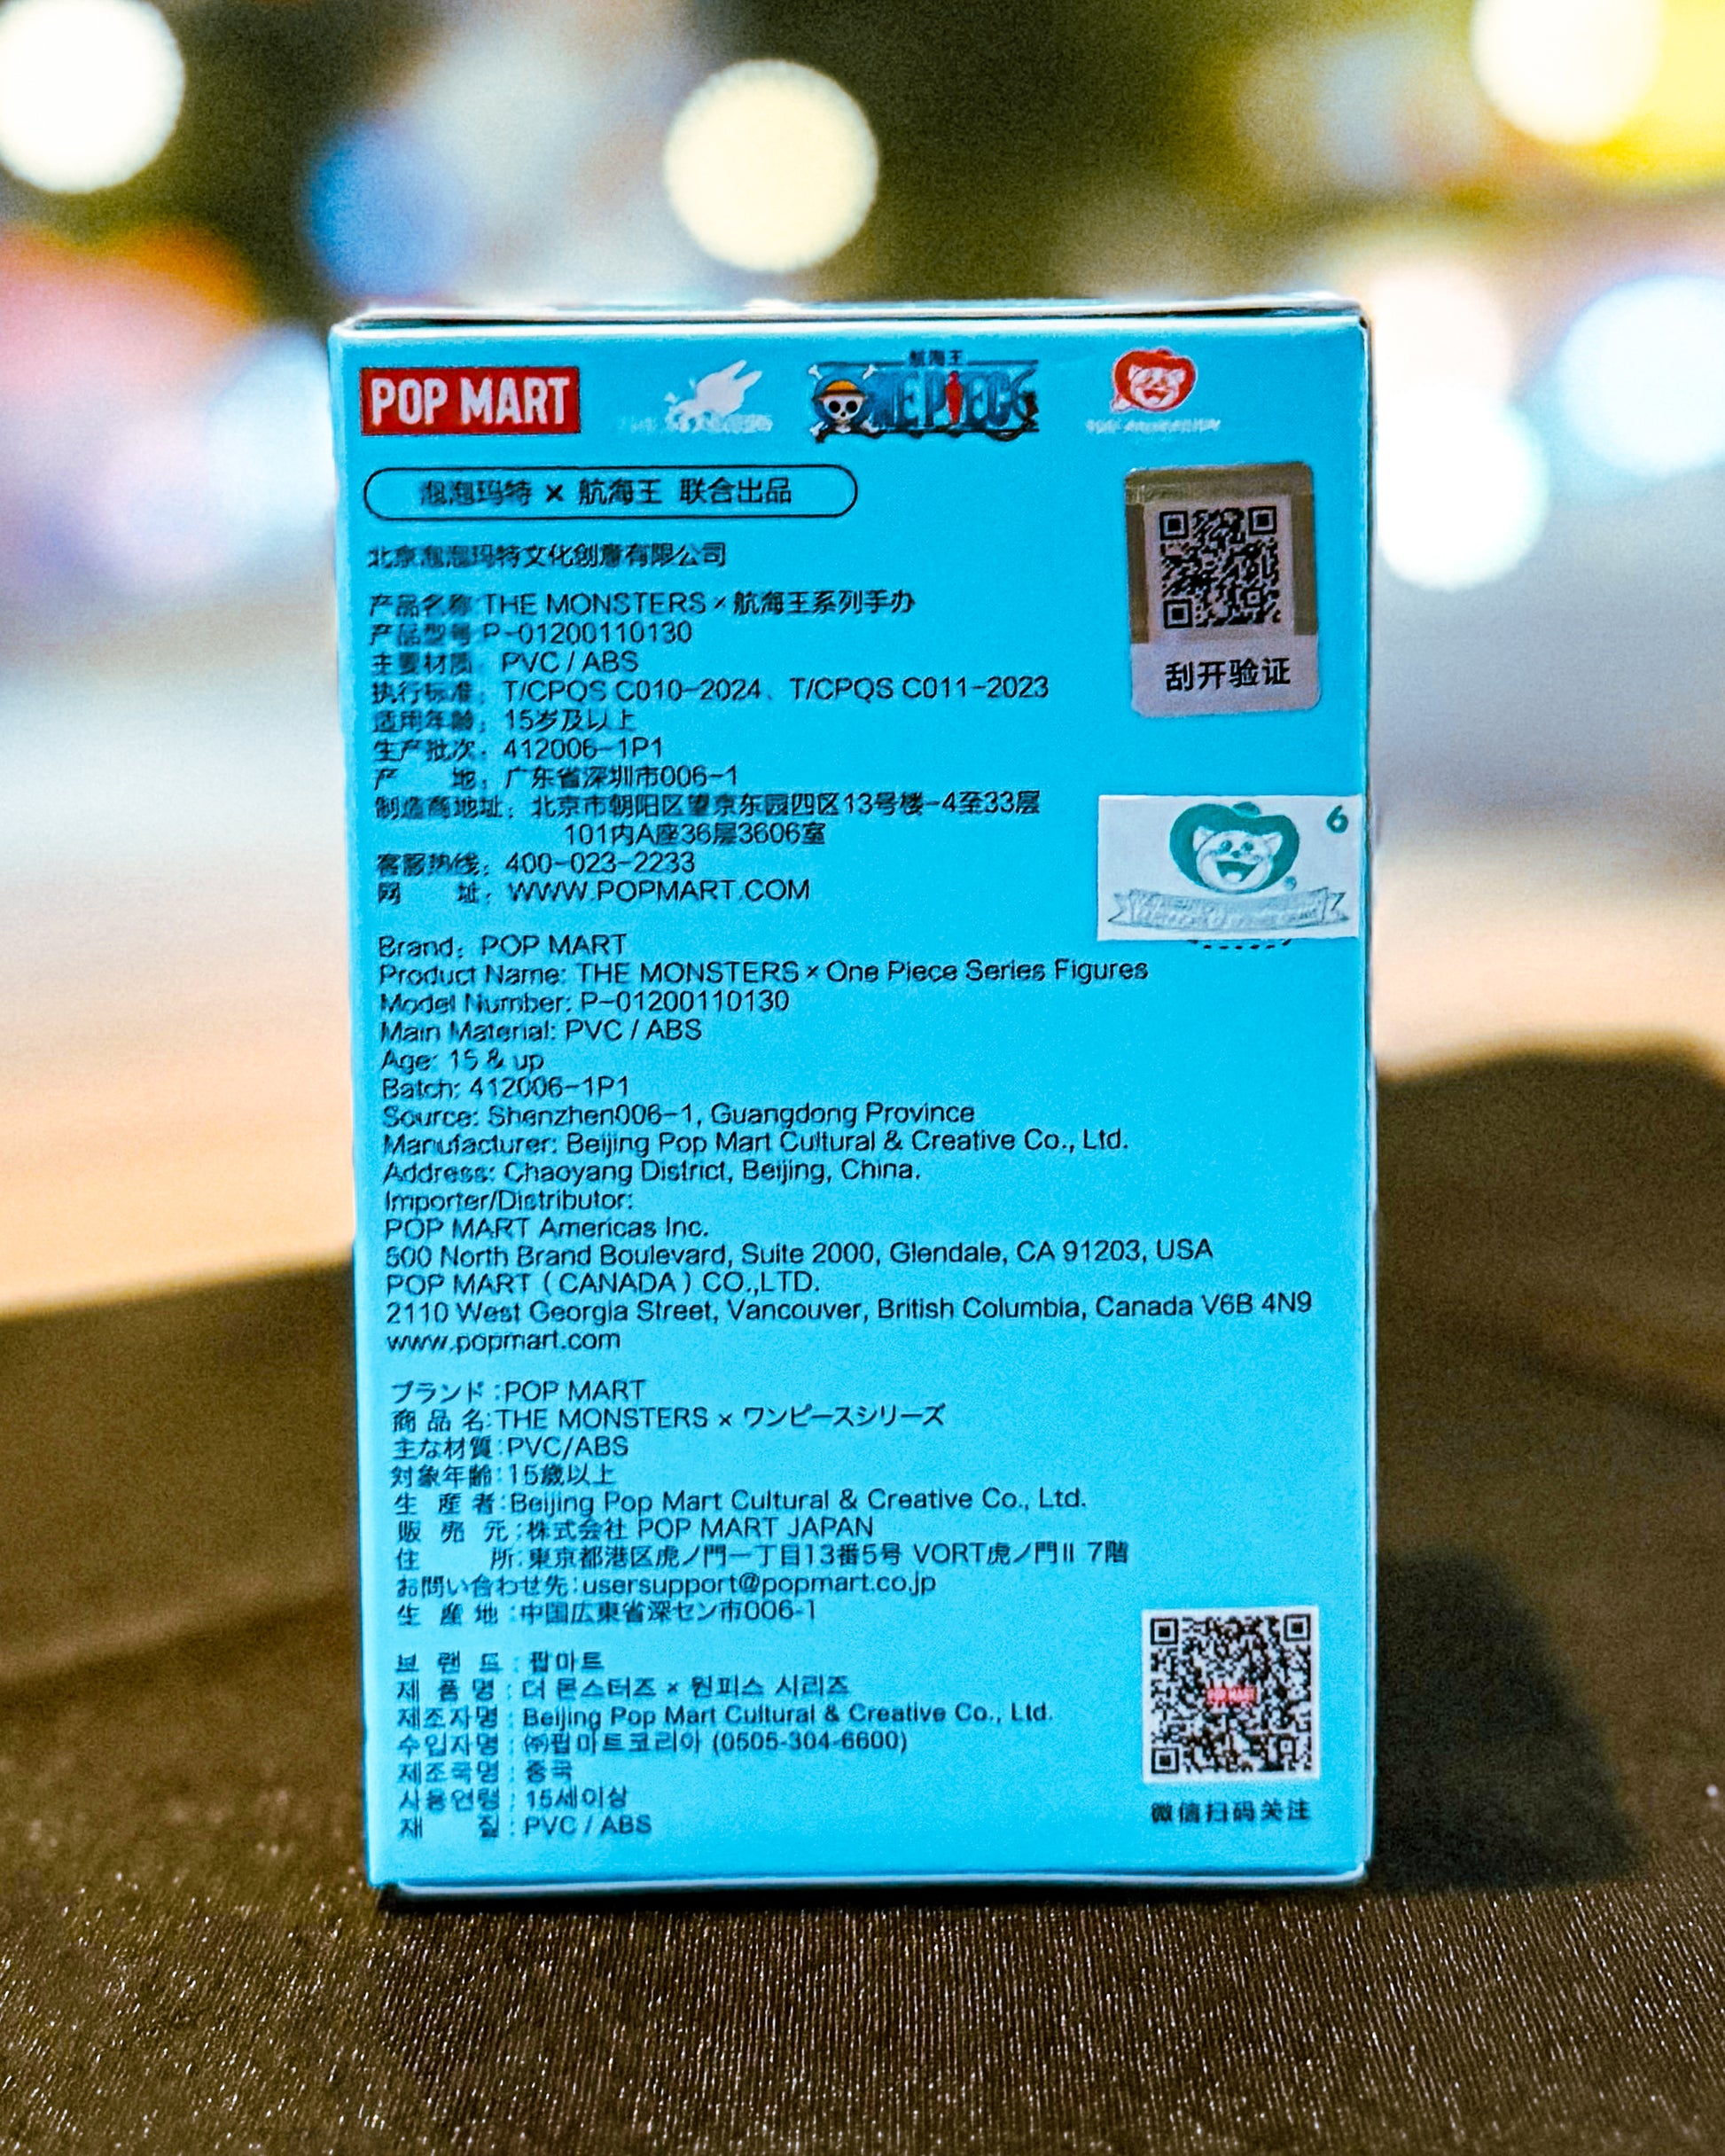 POP MART
航海王
ONE PIECE
泡泡玛特 × 航海王 联合出品
北京泡泡玛特文化创意有限公司
产品名称:THE MONSTERS × 航海王系列手办
产品型号:P-01200110130
主要材质: PVC / ABS
执行标准: T/CPQS C010-2024、T/CPQS C011-2023
适用年龄: 15岁及以上
生产批次: 412006-1P1
产 地: 广东省深圳市006-1
制造商地址: 北京市朝阳区望京东园四区13号楼-4至33层
101内A座36层3606室
客服热线: 400-023-2233
网 址: WWW.POPMART.COM
刮开验证
6
Brand: POP MART
Product Name: THE MONSTERS × One Piece Series Figures
Model Number: P-01200110130
Main Material: PVC / ABS
Age: 15 & up
Batch: 412006-1P1
Source: Shenzhen006-1, Guangdong Province
Manufacturer: Beijing Pop Mart Cultural & Creative Co., Ltd.
Address: Chaoyang District, Beijing, China.
Importer/Distributor:
POP MART Americas Inc.
500 North Brand Boulevard, Suite 2000, Glendale, CA 91203, USA
POP MART ( CANADA ) CO.,LTD.
2110 West Georgia Street, Vancouver, British Columbia, Canada V6B 4N9
www.popmart.com
ブランド:POP MART
商 品 名:THE MONSTERS × ワンピースシリーズ
主な材質:PVC/ABS
対象年齢:15歳以上
生 産 者:Beijing Pop Mart Cultural & Creative Co., Ltd.
販 売 元:株式会社 POP MART JAPAN
住 所:東京都港区虎ノ門一丁目13番5号 VORT虎ノ門II 7階
お問い合わせ先:usersupport@popmart.co.jp
生 産 地:中国広東省深セン市006-1
브 랜 드 : 팝마트
제 품 명 : 더 몬스터즈 × 원피스 시리즈
제조자명 : Beijing Pop Mart Cultural & Creative Co., Ltd.
수입자명 : ㈜팝마트코리아 (0505-304-6600)
제조국명 : 중국
사용연령 : 15세이상
재 질 : PVC / ABS
POP MART
微信扫码关注